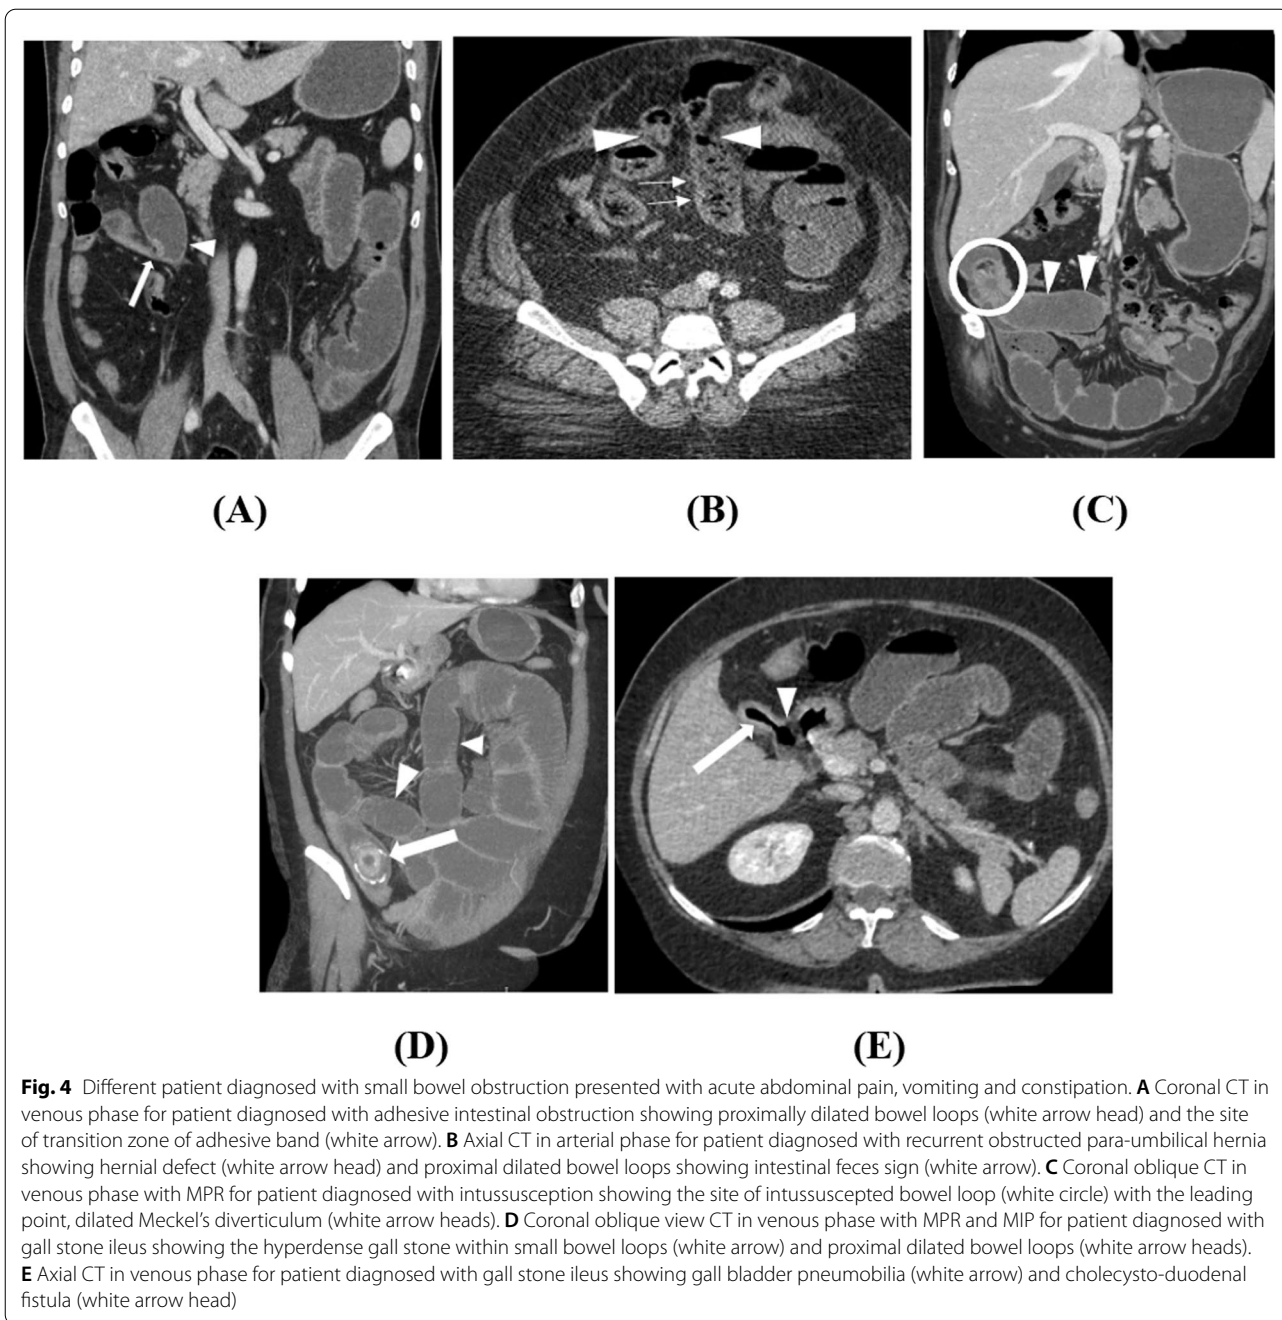 (A)
(B)
(C)
(D)
(E)
Fig. 4 Different patient diagnosed with small bowel obstruction presented with acute abdominal pain, vomiting and constipation. A Coronal CT in
venous phase for patient diagnosed with adhesive intestinal obstruction showing proximally dilated bowel loops (white arrow head) and the site
of transition zone of adhesive band (white arrow). B Axial CT in arterial phase for patient diagnosed with recurrent obstructed para-umbilical hernia
showing hernial defect (white arrow head) and proximal dilated bowel loops showing intestinal feces sign (white arrow). C Coronal oblique CT in
venous phase with MPR for patient diagnosed with intussusception showing the site of intussuscepted bowel loop (white circle) with the leading
point, dilated Meckel’s diverticulum (white arrow heads). D Coronal oblique view CT in venous phase with MPR and MIP for patient diagnosed with
gall stone ileus showing the hyperdense gall stone within small bowel loops (white arrow) and proximal dilated bowel loops (white arrow heads).
E Axial CT in venous phase for patient diagnosed with gall stone ileus showing gall bladder pneumobilia (white arrow) and cholecysto-duodenal
fistula (white arrow head)